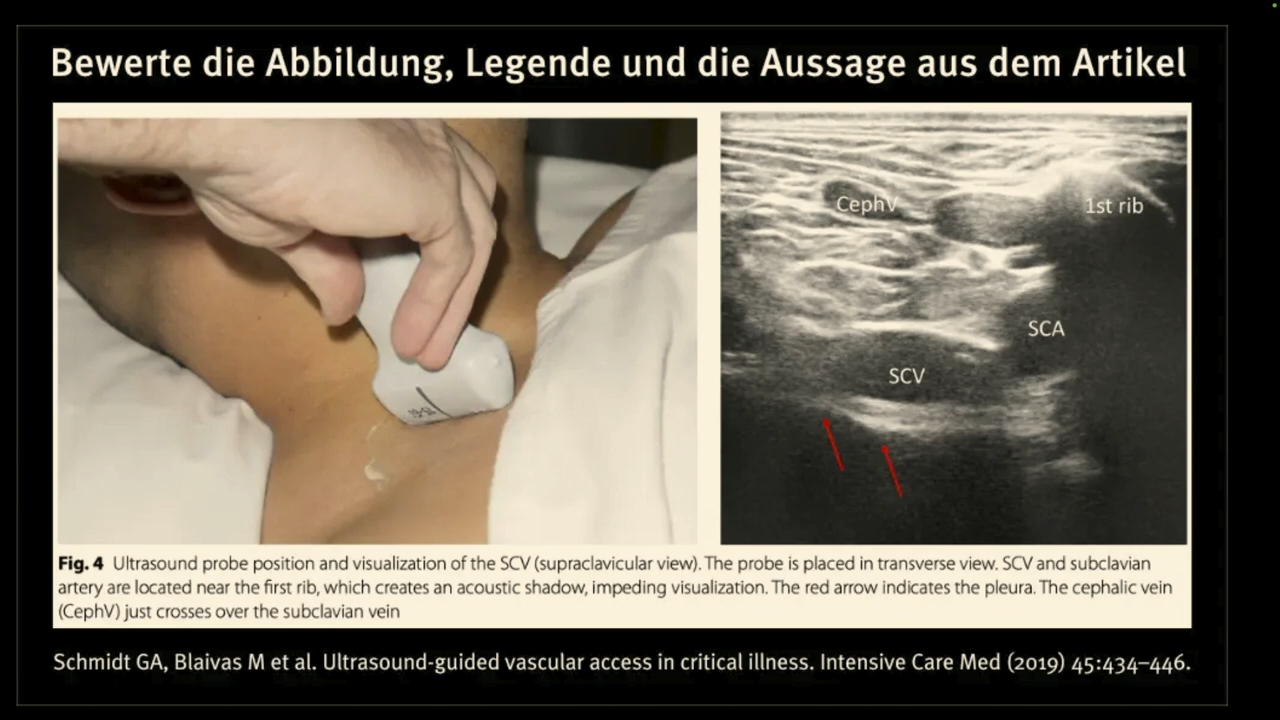 Bewerte die Abbildung, Legende und die Aussage aus dem Artikel
CephV
1st rib
SCA
SCV
Fig. 4 Ultrasound probe position and visualization of the SCV (supraclavicular view). The probe is placed in transverse view. SCV and subclavian
artery are located near the first rib, which creates an acoustic shadow, impeding visualization. The red arrow indicates the pleura. The cephalic vein
(CephV) just crosses over the subclavian vein
Schmidt GA, Blaivas M et al. Ultrasound-guided vascular access in critical illness. Intensive Care Med (2019) 45:434–446.